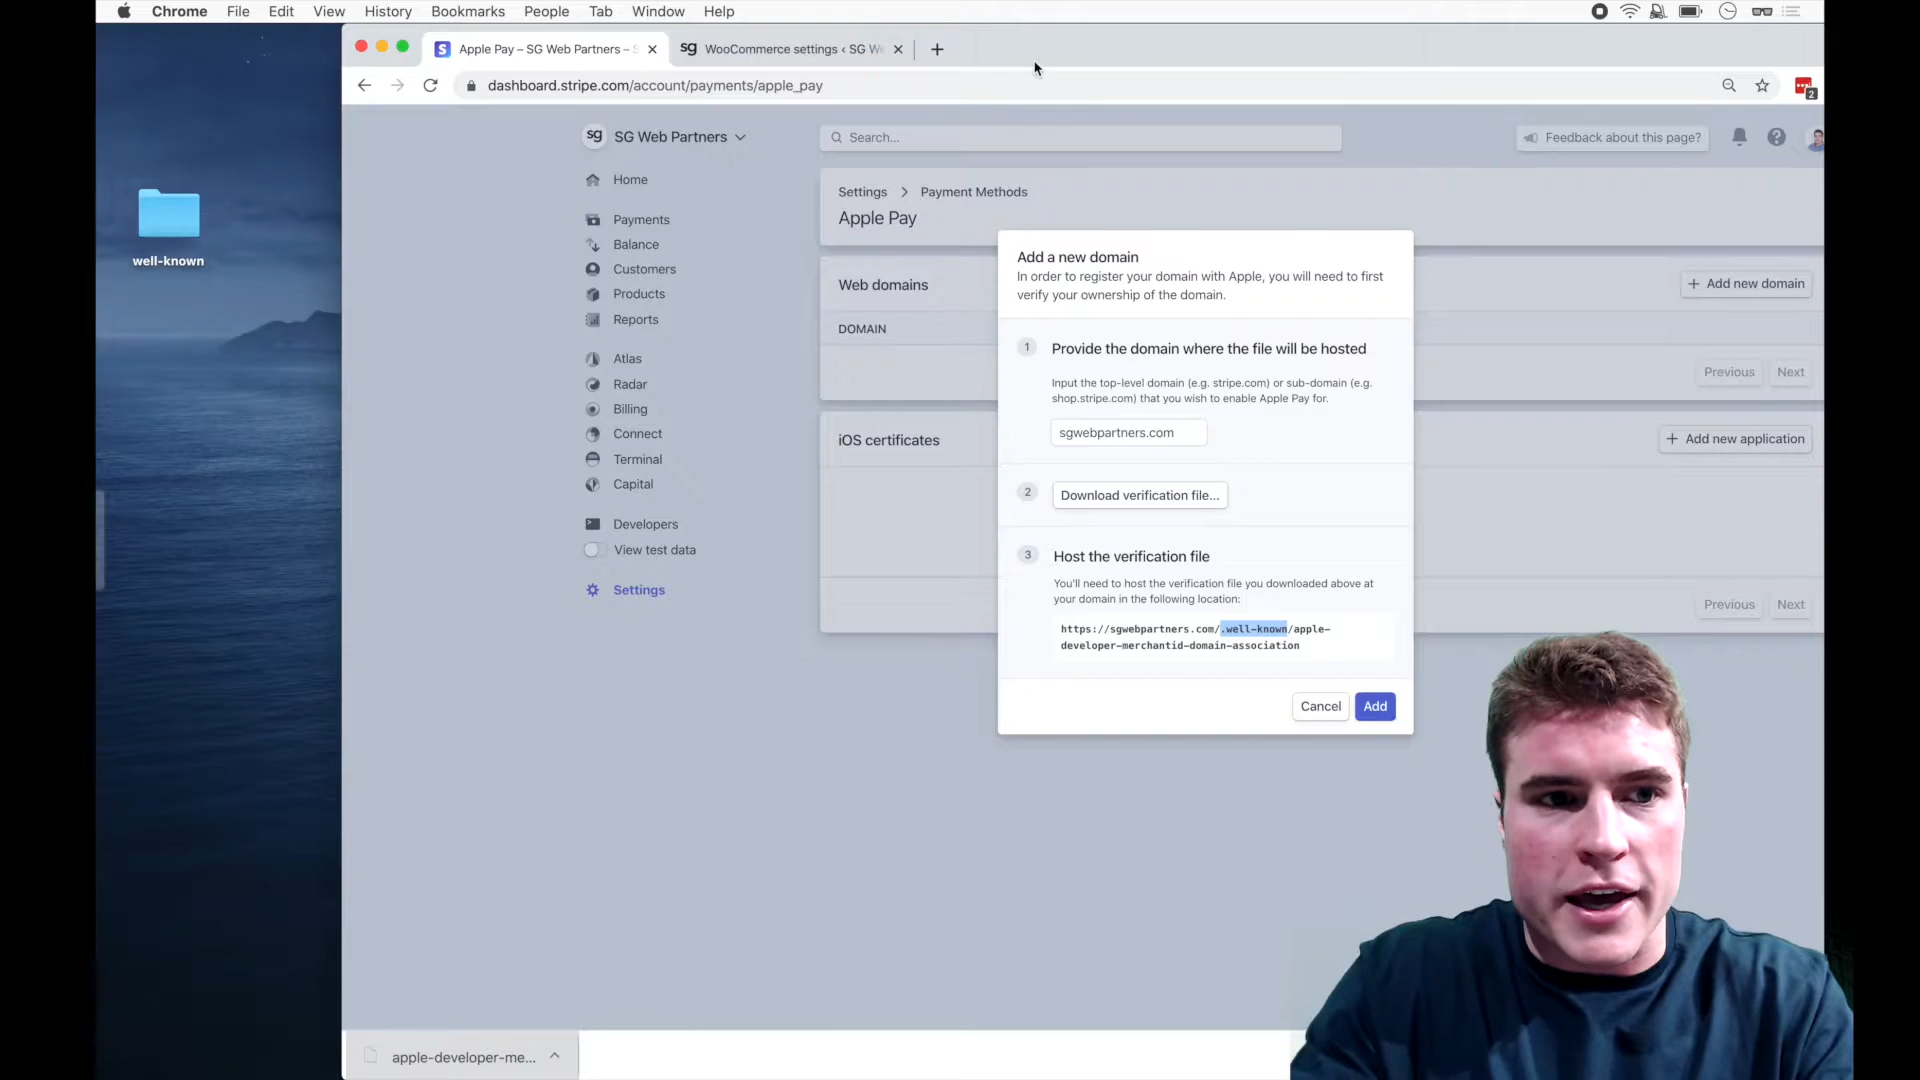 Chrome File Edit View History Bookmarks People Tab Window Help
Apple Pay – SG Web Partners –
sg WooCommerce settings ‹ SG W
dashboard.stripe.com/account/payments/apple_pay
2
well-known
sg SG Web Partners
Search...
Feedback about this page?
Home
Payments
Balance
Customers
Products
Reports
Atlas
Radar
Billing
Connect
Terminal
Capital
Developers
View test data
Settings
Settings > Payment Methods
Apple Pay
Web domains
+ Add new domain
DOMAIN
Previous Next
iOS certificates
+ Add new application
Previous Next
Add a new domain
In order to register your domain with Apple, you will need to first
verify your ownership of the domain.
1 Provide the domain where the file will be hosted
Input the top-level domain (e.g. stripe.com) or sub-domain (e.g.
shop.stripe.com) that you wish to enable Apple Pay for.
sgwebpartners.com
2 Download verification file...
3 Host the verification file
You'll need to host the verification file you downloaded above at
your domain in the following location:
https://sgwebpartners.com/.well-known/apple-
developer-merchantid-domain-association
Cancel Add
apple-developer-me...